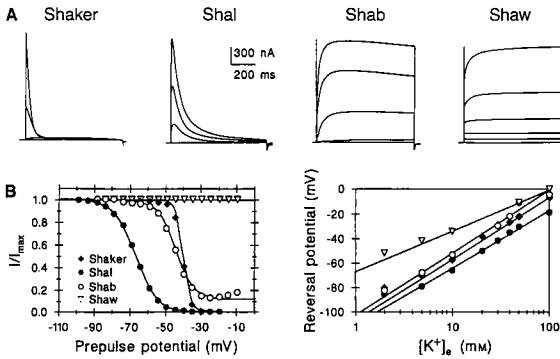 A
Shaker
Shal
Shab
Shaw
300 nA
200 ms
B
I/Imax
1.0
0.8
0.6
0.4
0.2
0.0
Shaker
Shal
Shab
Shaw
-110 -90 -70 -50 -30 -10
Prepulse potential (mV)
Reversal potential (mV)
0
-20
-40
-60
-80
-100
1 10 100
[K+]e (mM)